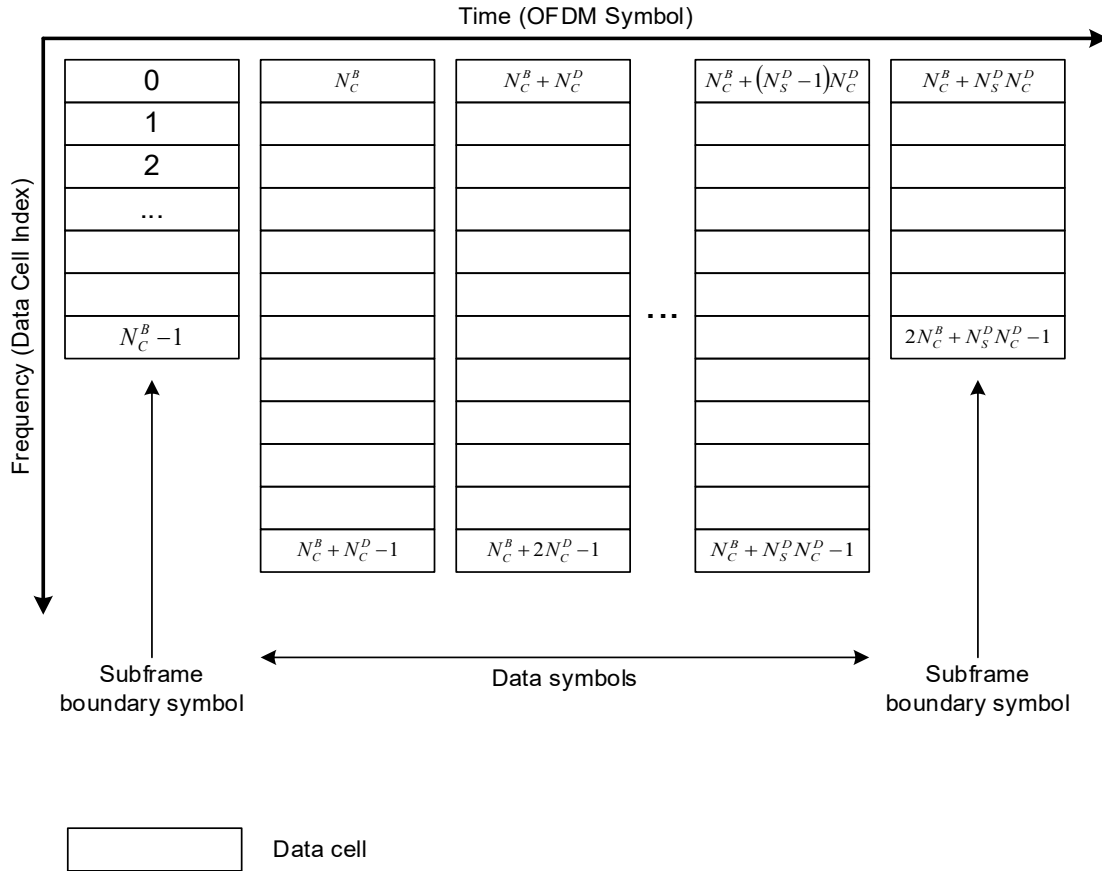 Time (OFDM Symbol)
Frequency (Data Cell Index)
0
1
2
...
$N_C^B - 1$
$N_C^B$
$N_C^B + N_C^D - 1$
$N_C^B + N_C^D$
$N_C^B + 2N_C^D - 1$
...
$N_C^B + (N_S^D - 1)N_C^D$
$N_C^B + N_S^D N_C^D - 1$
$N_C^B + N_S^D N_C^D$
$2N_C^B + N_S^D N_C^D - 1$
Subframe
boundary symbol
Data symbols
Subframe
boundary symbol
Data cell